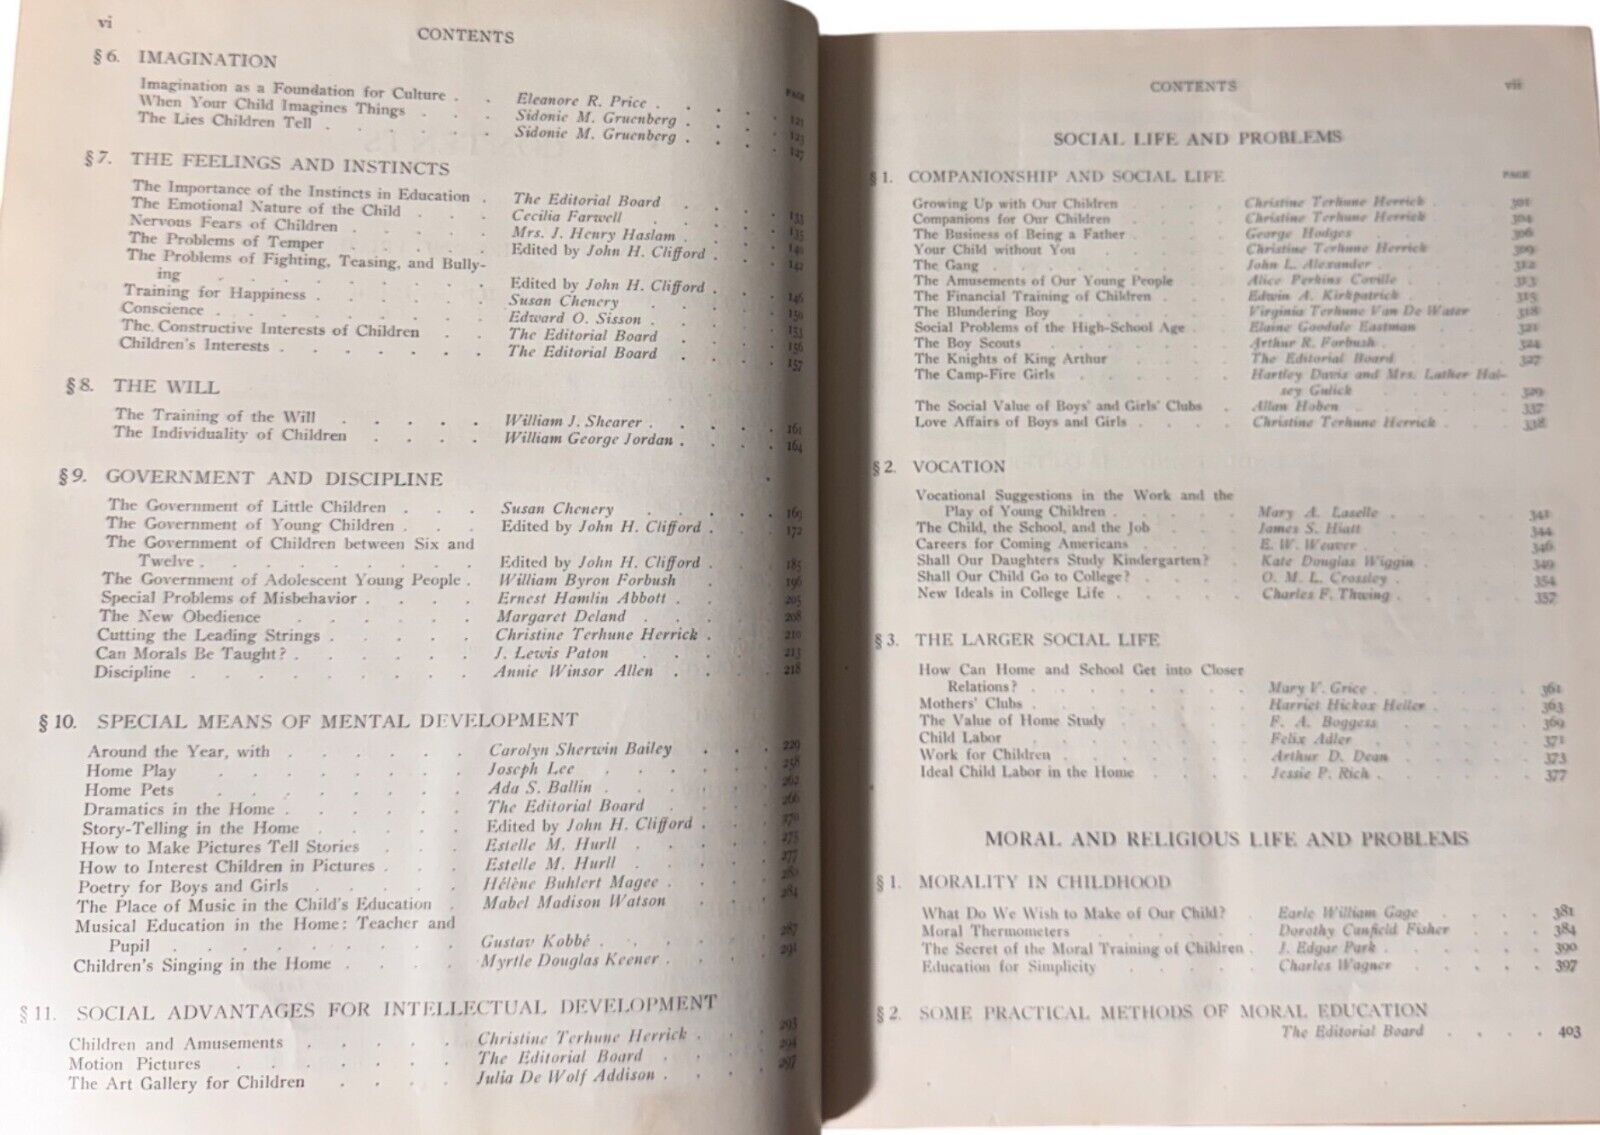 vi
CONTENTS
§ 6. IMAGINATION
PAGE
Imagination as a Foundation for Culture . . Eleanore R. Price . . . . 121
When Your Child Imagines Things . . . Sidonie M. Gruenberg . . . 123
The Lies Children Tell . . . . . . Sidonie M. Gruenberg . . . 127
§ 7. THE FEELINGS AND INSTINCTS
The Importance of the Instincts in Education . The Editorial Board . . . 133
The Emotional Nature of the Child . . . Cecilia Farwell . . . . 135
Nervous Fears of Children . . . . . Mrs. J. Henry Haslam . . . 140
The Problems of Temper . . . . . Edited by John H. Clifford . . 142
The Problems of Fighting, Teasing, and Bully-
ing . . . . . . . . Edited by John H. Clifford . . 146
Training for Happiness . . . . . . Susan Chenery . . . . 150
Conscience . . . . . . . . Edward O. Sisson . . . . 153
The Constructive Interests of Children . . . The Editorial Board . . . 156
Children's Interests . . . . . . . The Editorial Board . . . 157
§ 8. THE WILL
The Training of the Will . . . . . William J. Shearer . . . . 161
The Individuality of Children . . . . William George Jordan . . . 164
§ 9. GOVERNMENT AND DISCIPLINE
The Government of Little Children . . . Susan Chenery . . . . 169
The Government of Young Children . . . Edited by John H. Clifford . . 172
The Government of Children between Six and
Twelve . . . . . . . . Edited by John H. Clifford . . 185
The Government of Adolescent Young People . William Byron Forbush . . 196
Special Problems of Misbehavior . . . . Ernest Hamlin Abbott . . . 205
The New Obedience . . . . . . Margaret Deland . . . . 208
Cutting the Leading Strings . . . . . Christine Terhune Herrick . . . 210
Can Morals Be Taught? . . . . . . J. Lewis Paton . . . . 213
Discipline . . . . . . . . Annie Winsor Allen . . . . 218
§ 10. SPECIAL MEANS OF MENTAL DEVELOPMENT
Around the Year, with . . . . . Carolyn Sherwin Bailey . . . 229
Home Play . . . . . . . Joseph Lee . . . . . 258
Home Pets . . . . . . . Ada S. Ballin . . . . . 262
Dramatics in the Home . . . . . . The Editorial Board . . . 266
Story-Telling in the Home . . . . . Edited by John H. Clifford . . . 270
How to Make Pictures Tell Stories . . . Estelle M. Hurll . . . . 275
How to Interest Children in Pictures . . . Estelle M. Hurll . . . . 277
Poetry for Boys and Girls . . . . . Hélène Buhlert Magee . . . . 280
The Place of Music in the Child's Education . Mabel Madison Watson . . . 284
Musical Education in the Home: Teacher and
Pupil . . . . . . . . Gustav Kobbé . . . . . 287
Children's Singing in the Home . . . . Myrtle Douglas Keener . . . . 291
§ 11. SOCIAL ADVANTAGES FOR INTELLECTUAL DEVELOPMENT
Children and Amusements . . . . . Christine Terhune Herrick . . . 293
Motion Pictures . . . . . . The Editorial Board . . . . 294
The Art Gallery for Children . . . . Julia De Wolf Addison . . . . 297
CONTENTS
vii
SOCIAL LIFE AND PROBLEMS
§ 1. COMPANIONSHIP AND SOCIAL LIFE
PAGE
Growing Up with Our Children . . . . Christine Terhune Herrick . . . 301
Companions for Our Children . . . . Christine Terhune Herrick . . . 304
The Business of Being a Father . . . . George Hodges . . . . 306
Your Child without You . . . . . Christine Terhune Herrick . . . 309
The Gang . . . . . . . John L. Alexander . . . . 312
The Amusements of Our Young People . . Alice Perkins Coville . . . 313
The Financial Training of Children . . . Edwin A. Kirkpatrick . . . 315
The Blundering Boy . . . . . . Virginia Terhune Van De Water . . 318
Social Problems of the High-School Age . . Elaine Goodale Eastman . . . 321
The Boy Scouts . . . . . . Arthur R. Forbush . . . . 324
The Knights of King Arthur . . . . The Editorial Board . . . 327
The Camp-Fire Girls . . . . . . Hartley Davis and Mrs. Luther Hal-
sey Gulick . . . . 329
The Social Value of Boys' and Girls' Clubs . Allan Hoben . . . . . 337
Love Affairs of Boys and Girls . . . . Christine Terhune Herrick . . . 338
§ 2. VOCATION
Vocational Suggestions in the Work and the
Play of Young Children . . . . . Mary A. Laselle . . . . 341
The Child, the School, and the Job . . . James S. Hiatt . . . . 344
Careers for Coming Americans . . . . E. W. Weaver . . . . 346
Shall Our Daughters Study Kindergarten? . Kate Douglas Wiggin . . . 349
Shall Our Child Go to College? . . . . O. M. L. Crossley . . . . 354
New Ideals in College Life . . . . . Charles F. Thwing . . . . 357
§ 3. THE LARGER SOCIAL LIFE
How Can Home and School Get into Closer
Relations? . . . . . . . Mary V. Grice . . . . . 361
Mothers' Clubs . . . . . . . Harriet Hickox Heller . . . 363
The Value of Home Study . . . . . F. A. Boggess . . . . 369
Child Labor . . . . . . . Felix Adler . . . . . 371
Work for Children . . . . . . Arthur D. Dean . . . . 373
Ideal Child Labor in the Home . . . . Jessie P. Rich . . . . . 377
MORAL AND RELIGIOUS LIFE AND PROBLEMS
§ 1. MORALITY IN CHILDHOOD
What Do We Wish to Make of Our Child? . Earle William Gage . . . . 381
Moral Thermometers . . . . . Dorothy Canfield Fisher . . . 384
The Secret of the Moral Training of Children . J. Edgar Park . . . . . 390
Education for Simplicity . . . . . Charles Wagner . . . . 397
§ 2. SOME PRACTICAL METHODS OF MORAL EDUCATION
The Editorial Board . . . . 403